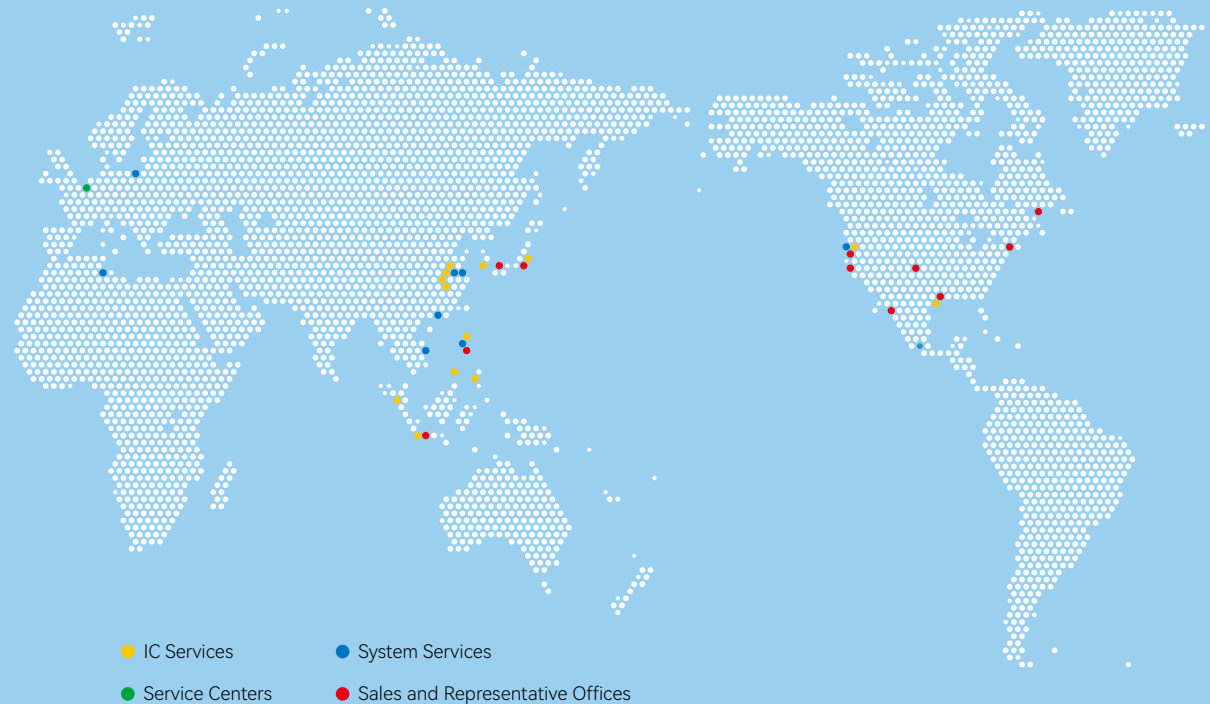 IC Services
System Services
Service Centers
Sales and Representative Offices